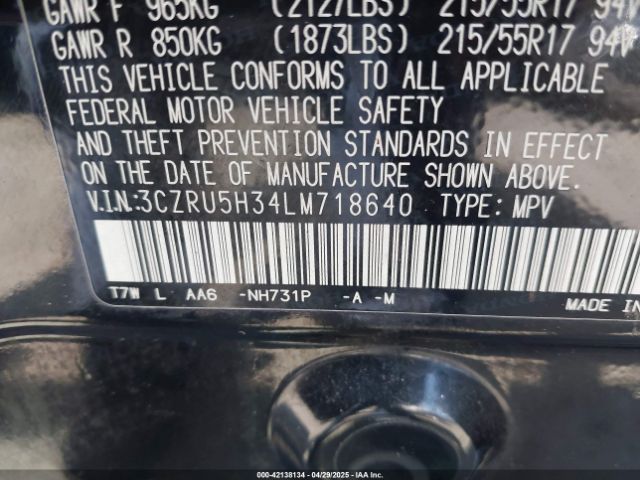 GAWR F 965KG (2127LBS) 215/55R17 94V
GAWR R 850KG (1873LBS) 215/55R17 94V
THIS VEHICLE CONFORMS TO ALL APPLICABLE
FEDERAL MOTOR VEHICLE SAFETY
AND THEFT PREVENTION STANDARDS IN EFFECT
ON THE DATE OF MANUFACTURE SHOWN ABOVE.
V.I.N.:3CZRU5H34LM718640 TYPE: MPV
T7W L AA6 -NH731P -A -M MADE IN
000-42138134 - 04/29/2025 - IAA Inc.